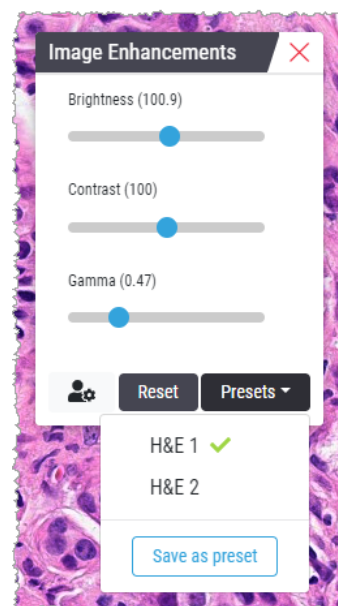 Image Enhancements
Brightness (100.9)
Contrast (100)
Gamma (0.47)
Reset Presets
H&E 1
H&E 2
Save as preset